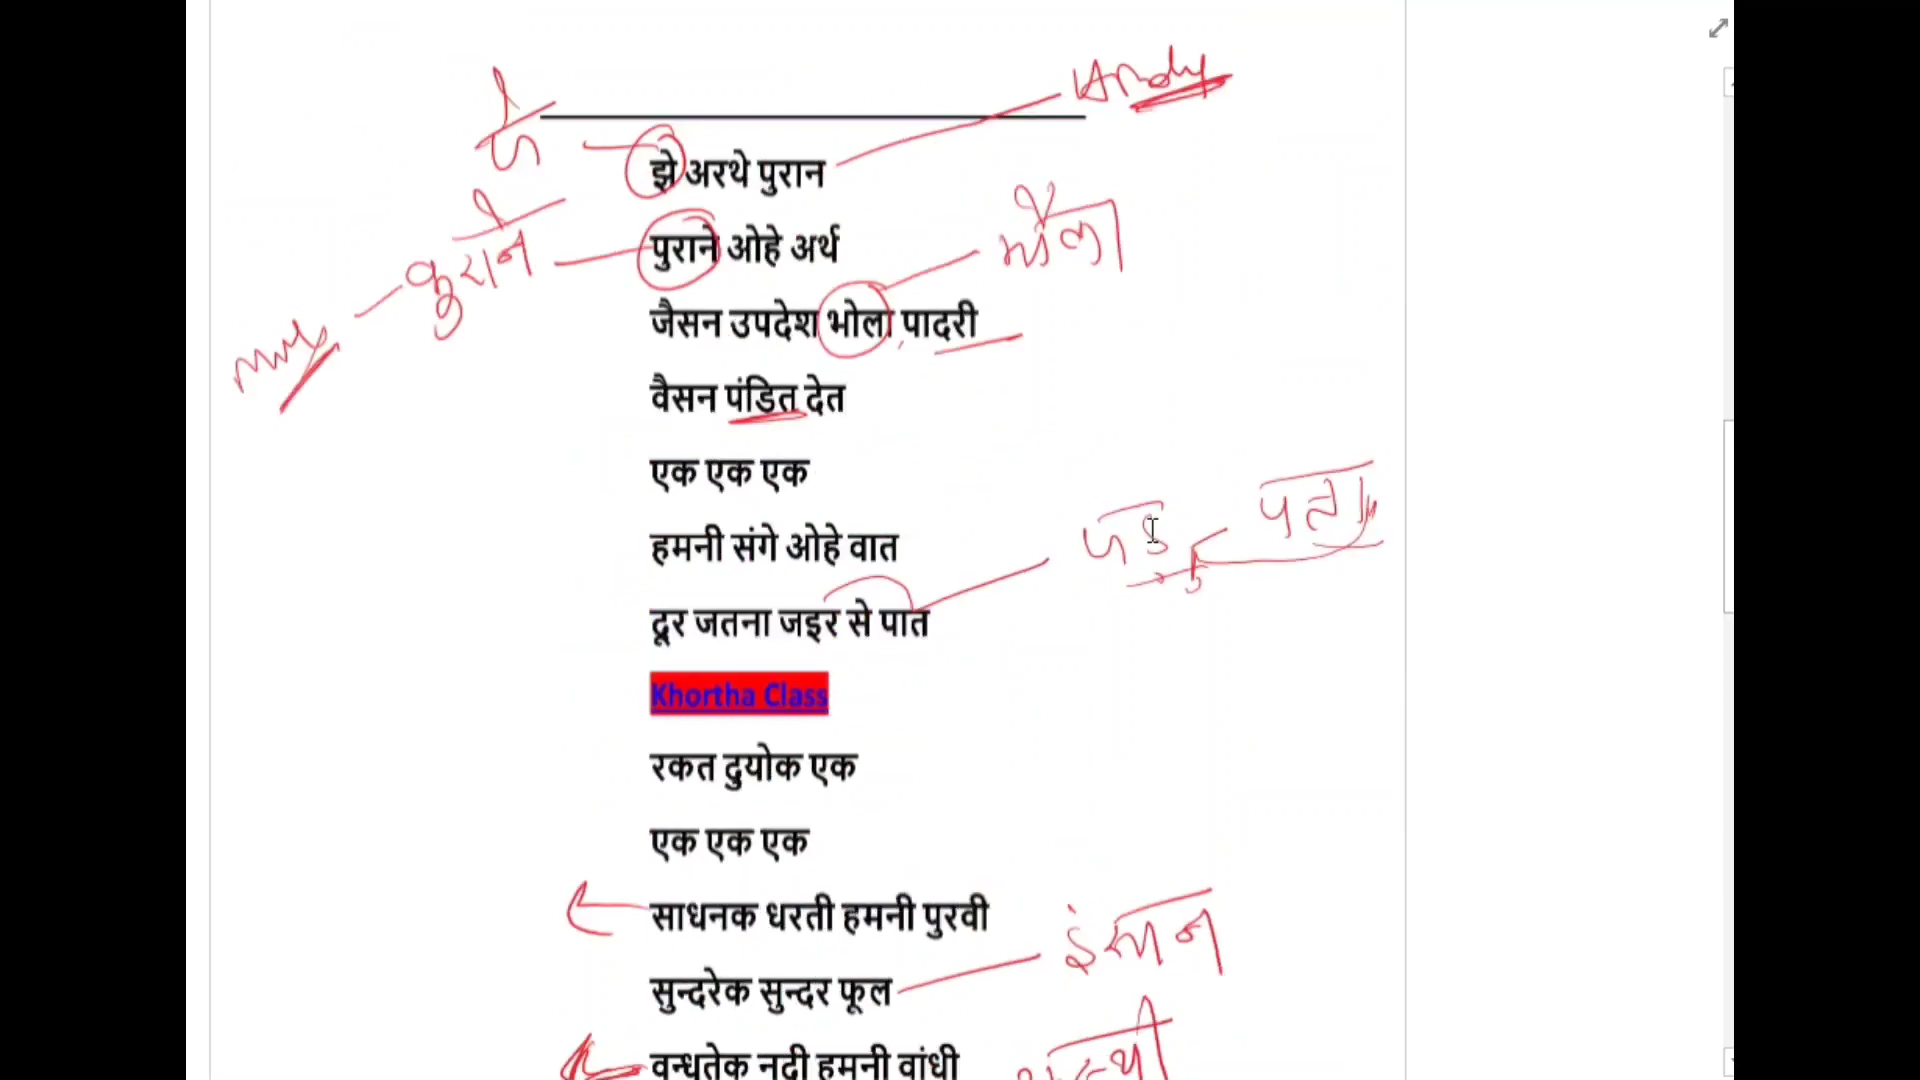 झे अरथे पुरान
पुराने ओहे अर्थ
कुरान
जैसन उपदेश भोला पादरी
वैसन पंडित देत
एक एक एक
हमनी संगे ओहे वात
पता
दूर जतना जइर से पात
Khortha Class
रकत दुयोक एक
एक एक एक
साधनक धरती हमनी पुरवी
इंसान
सुन्दरेक सुन्दर फूल
वन्धतेक नदी हमनी वांधी